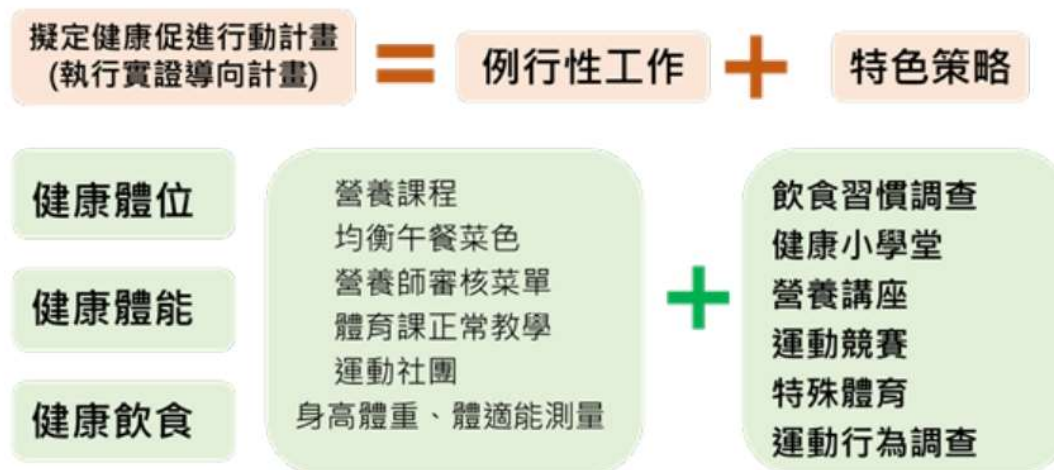 擬定健康促進行動計畫
(執行實證導向計畫)
=
例行性工作
+
特色策略
健康體位
健康體能
健康飲食
營養課程
均衡午餐菜色
營養師審核菜單
體育課正常教學
運動社團
身高體重、體適能測量
+
飲食習慣調查
健康小學堂
營養講座
運動競賽
特殊體育
運動行為調查